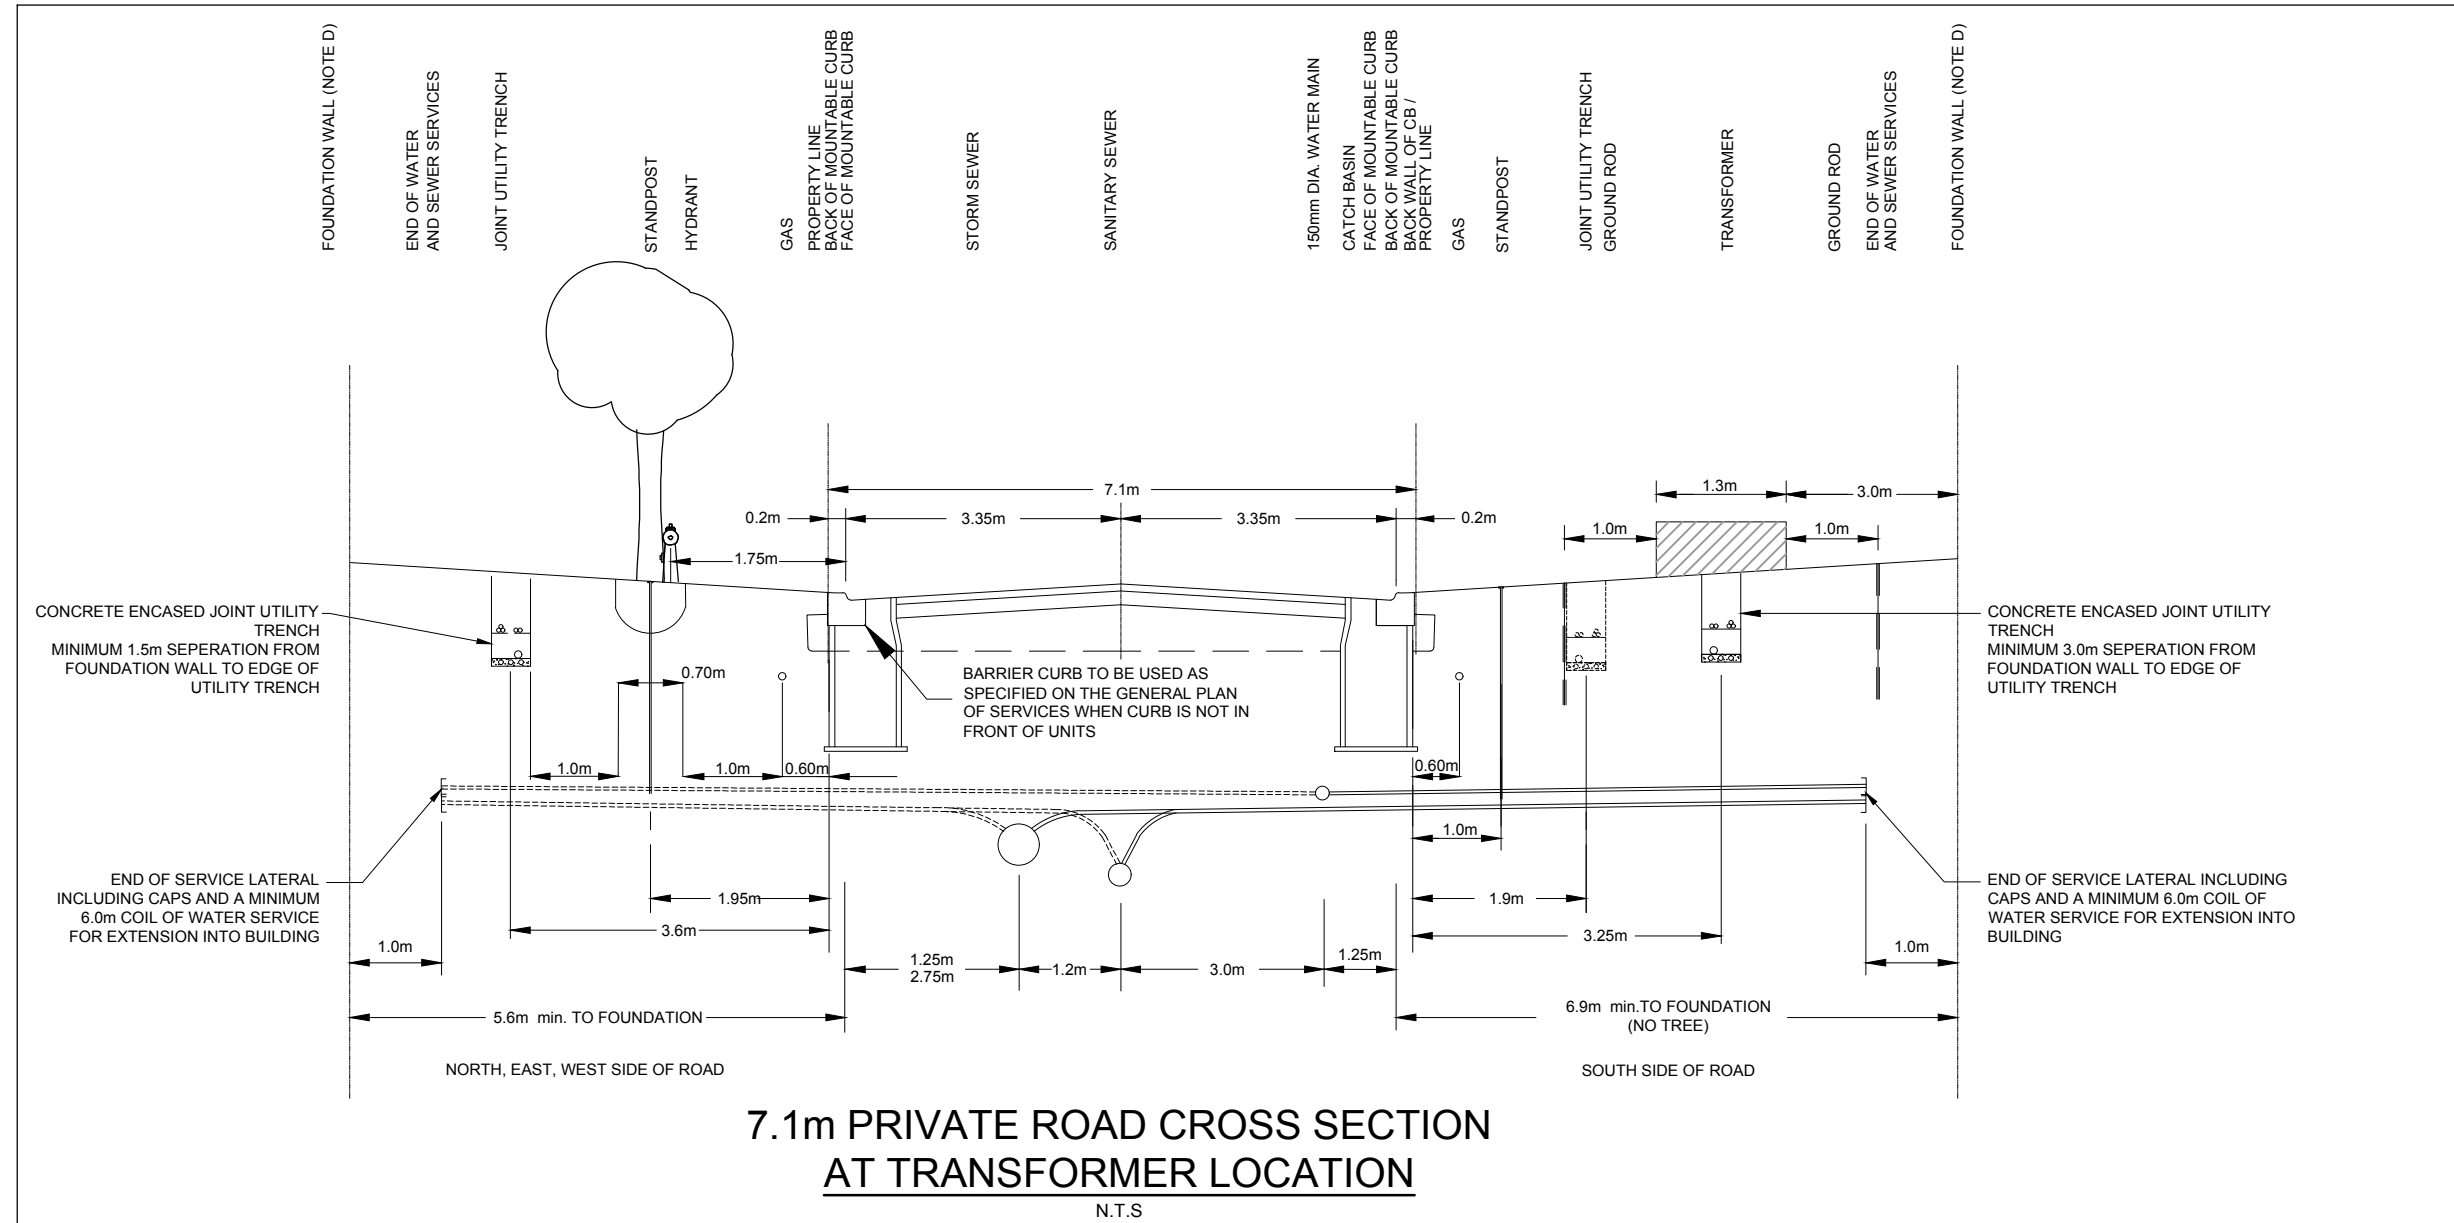 FOUNDATION WALL (NOTE D)
END OF WATER
AND SEWER SERVICES
JOINT UTILITY TRENCH
STANDPOST
HYDRANT
GAS
PROPERTY LINE
BACK OF MOUNTABLE CURB
FACE OF MOUNTABLE CURB
STORM SEWER
SANITARY SEWER
150mm DIA. WATER MAIN
CATCH BASIN
FACE OF MOUNTABLE CURB
BACK OF MOUNTABLE CURB
BACK WALL OF CB /
PROPERTY LINE
GAS
STANDPOST
JOINT UTILITY TRENCH
GROUND ROD
TRANSFORMER
GROUND ROD
END OF WATER
AND SEWER SERVICES
FOUNDATION WALL (NOTE D)
7.1m
1.3m
3.0m
0.2m
3.35m
3.35m
0.2m
1.0m
1.0m
1.75m
CONCRETE ENCASED JOINT UTILITY
TRENCH
MINIMUM 1.5m SEPERATION FROM
FOUNDATION WALL TO EDGE OF
UTILITY TRENCH
0.70m
BARRIER CURB TO BE USED AS
SPECIFIED ON THE GENERAL PLAN
OF SERVICES WHEN CURB IS NOT IN
FRONT OF UNITS
CONCRETE ENCASED JOINT UTILITY
TRENCH
MINIMUM 3.0m SEPERATION FROM
FOUNDATION WALL TO EDGE OF
UTILITY TRENCH
1.0m
1.0m
0.60m
0.60m
1.0m
END OF SERVICE LATERAL
INCLUDING CAPS AND A MINIMUM
6.0m COIL OF WATER SERVICE
FOR EXTENSION INTO BUILDING
1.95m
1.9m
END OF SERVICE LATERAL INCLUDING
CAPS AND A MINIMUM 6.0m COIL OF
WATER SERVICE FOR EXTENSION INTO
BUILDING
3.6m
3.25m
1.0m
1.25m
2.75m
1.2m
3.0m
1.25m
1.0m
5.6m min. TO FOUNDATION
6.9m min.TO FOUNDATION
(NO TREE)
NORTH, EAST, WEST SIDE OF ROAD
SOUTH SIDE OF ROAD
7.1m PRIVATE ROAD CROSS SECTION
AT TRANSFORMER LOCATION
N.T.S